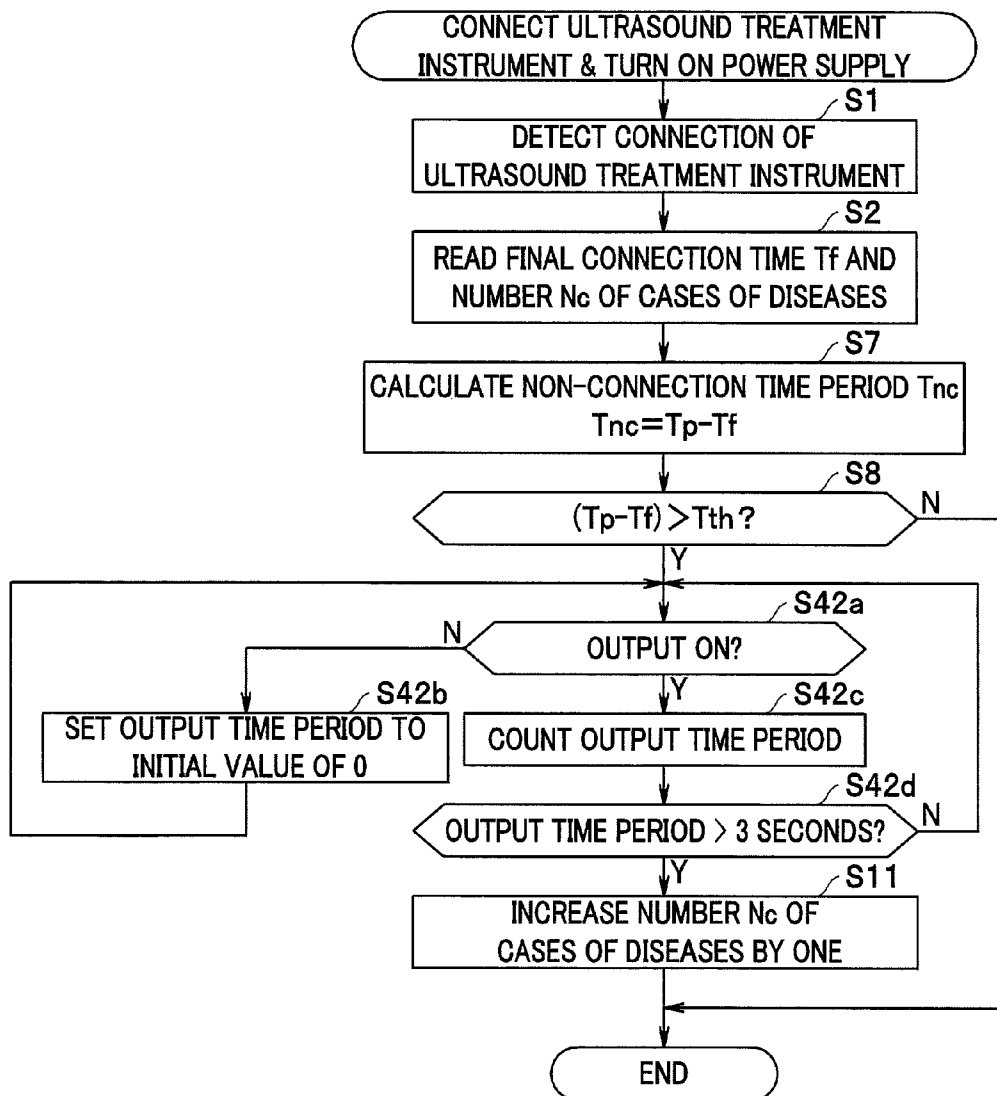 CONNECT ULTRASOUND TREATMENT
INSTRUMENT & TURN ON POWER SUPPLY
S1
DETECT CONNECTION OF
ULTRASOUND TREATMENT INSTRUMENT
S2
READ FINAL CONNECTION TIME Tf AND
NUMBER Nc OF CASES OF DISEASES
S7
CALCULATE NON-CONNECTION TIME PERIOD Tnc
Tnc=Tp-Tf
S8
(Tp-Tf)>Tth?
N
Y
S42a
N
OUTPUT ON?
Y
S42b
SET OUTPUT TIME PERIOD TO
INITIAL VALUE OF 0
S42c
COUNT OUTPUT TIME PERIOD
S42d
OUTPUT TIME PERIOD > 3 SECONDS?
N
Y
S11
INCREASE NUMBER Nc OF
CASES OF DISEASES BY ONE
END